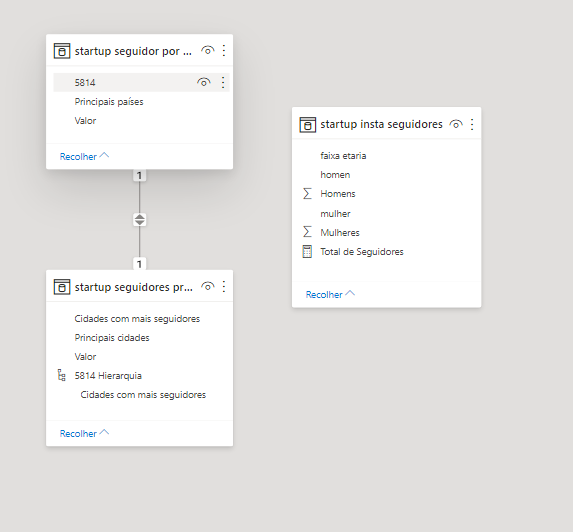 startup seguidor por ...
5814
Principais países
Valor
Recolher
1
1
startup seguidores pr...
Cidades com mais seguidores
Principais cidades
Valor
5814 Hierarquia
Cidades com mais seguidores
Recolher
startup insta seguidores
faixa etaria
homen
Homens
mulher
Mulheres
Total de Seguidores
Recolher